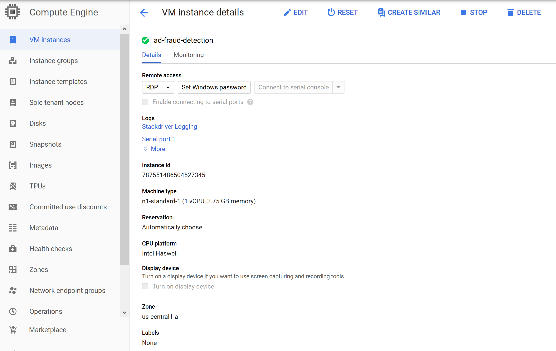 Compute Engine
VM instance details
EDIT
RESET
CREATE SIMILAR
STOP
DELETE
VM instances
Instance groups
Instance templates
Sole tenant nodes
Disks
Snapshots
Images
TPUs
Committed use discounts
Metadata
Health checks
Zones
Network endpoint groups
Operations
Marketplace
ad-fraud-detection
Details
Monitoring
Remote access
RDP
Set Windows password
Connect to serial console
Enable connecting to serial ports
Logs
Stackdriver Logging
Serial port 1
More
Instance Id
Machine type
n1-standard-1 (1 vCPU, 3.75 GB memory)
Reservation
Automatically choose
CPU platform
Intel Haswell
Display device
Turn on a display device if you want to use screen capturing and recording tools.
Turn on display device
Zone
us-central1-a
Labels
None